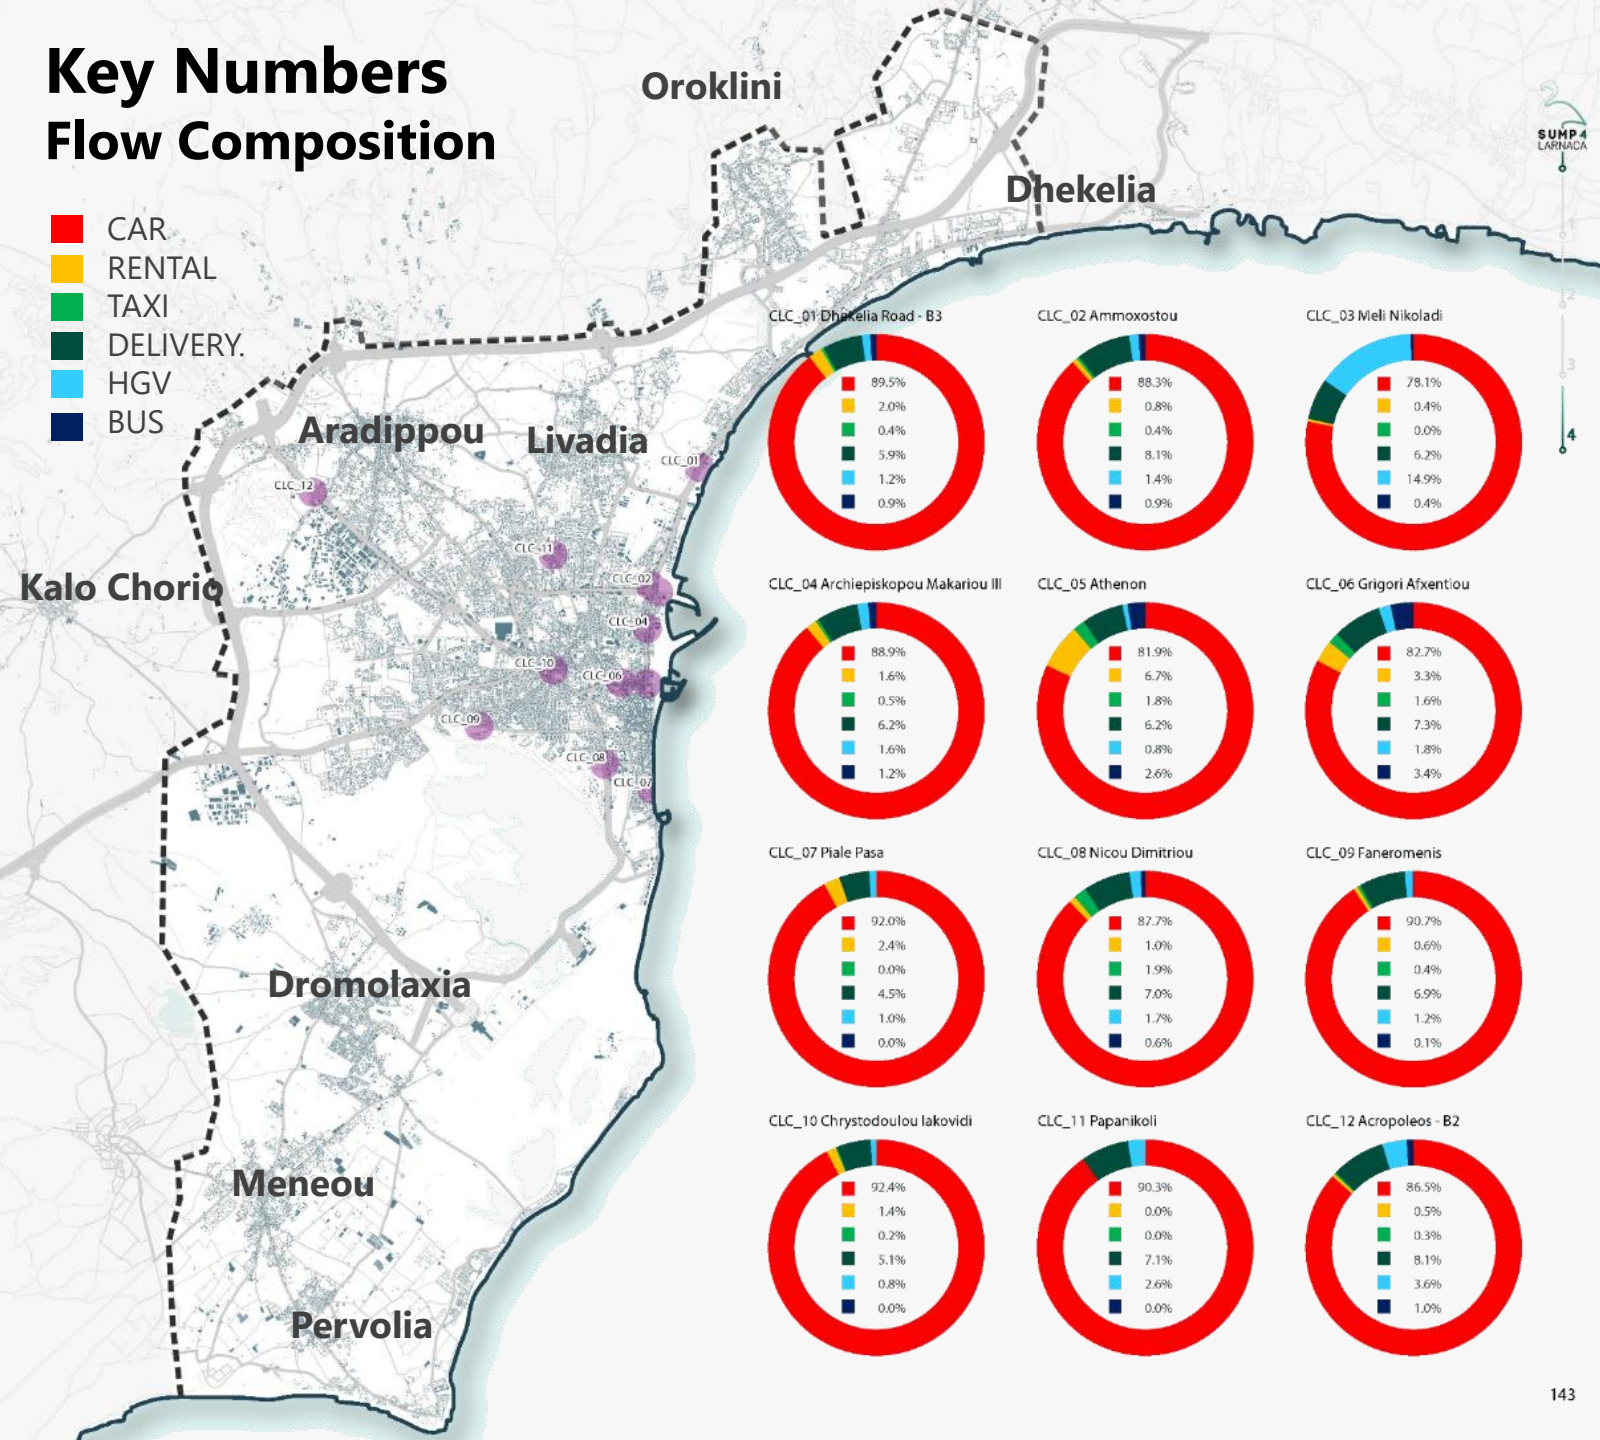 Key Numbers
Flow Composition
CAR
RENTAL
TAXI
DELIVERY.
HGV
BUS
Oroklini
Dhekelia
Aradippou
Livadia
Kalo Chorio
Dromolaxia
Meneou
Pervolia
CLC_01
CLC_12
CLC_11
CLC_02
CLC_04
CLC_10
CLC_06
CLC_09
CLC_08
CLC_07
SUMP4
LARNACA
1
2
3
4
CLC_01 Dhekelia Road - B3
89.5%
2.0%
0.4%
5.9%
1.2%
0.9%
CLC_02 Ammoxostou
88.3%
0.8%
0.4%
8.1%
1.4%
0.9%
CLC_03 Meli Nikoladi
78.1%
0.4%
0.0%
6.2%
14.9%
0.4%
CLC_04 Archiepiskopou Makariou III
88.9%
1.6%
0.5%
6.2%
1.6%
1.2%
CLC_05 Athenon
81.9%
6.7%
1.8%
6.2%
0.8%
2.6%
CLC_06 Grigori Afxentiou
82.7%
3.3%
1.6%
7.3%
1.8%
3.4%
CLC_07 Piale Pasa
92.0%
2.4%
0.0%
4.5%
1.0%
0.0%
CLC_08 Nicou Dimitriou
87.7%
1.0%
1.9%
7.0%
1.7%
0.6%
CLC_09 Faneromenis
90.7%
0.6%
0.4%
6.9%
1.2%
0.1%
CLC_10 Chrystodoulou Iakovidi
92.4%
1.4%
0.2%
5.1%
0.8%
0.0%
CLC_11 Papanikoli
90.3%
0.0%
0.0%
7.1%
2.6%
0.0%
CLC_12 Acropoleos - B2
86.5%
0.5%
0.3%
8.1%
3.6%
1.0%
143